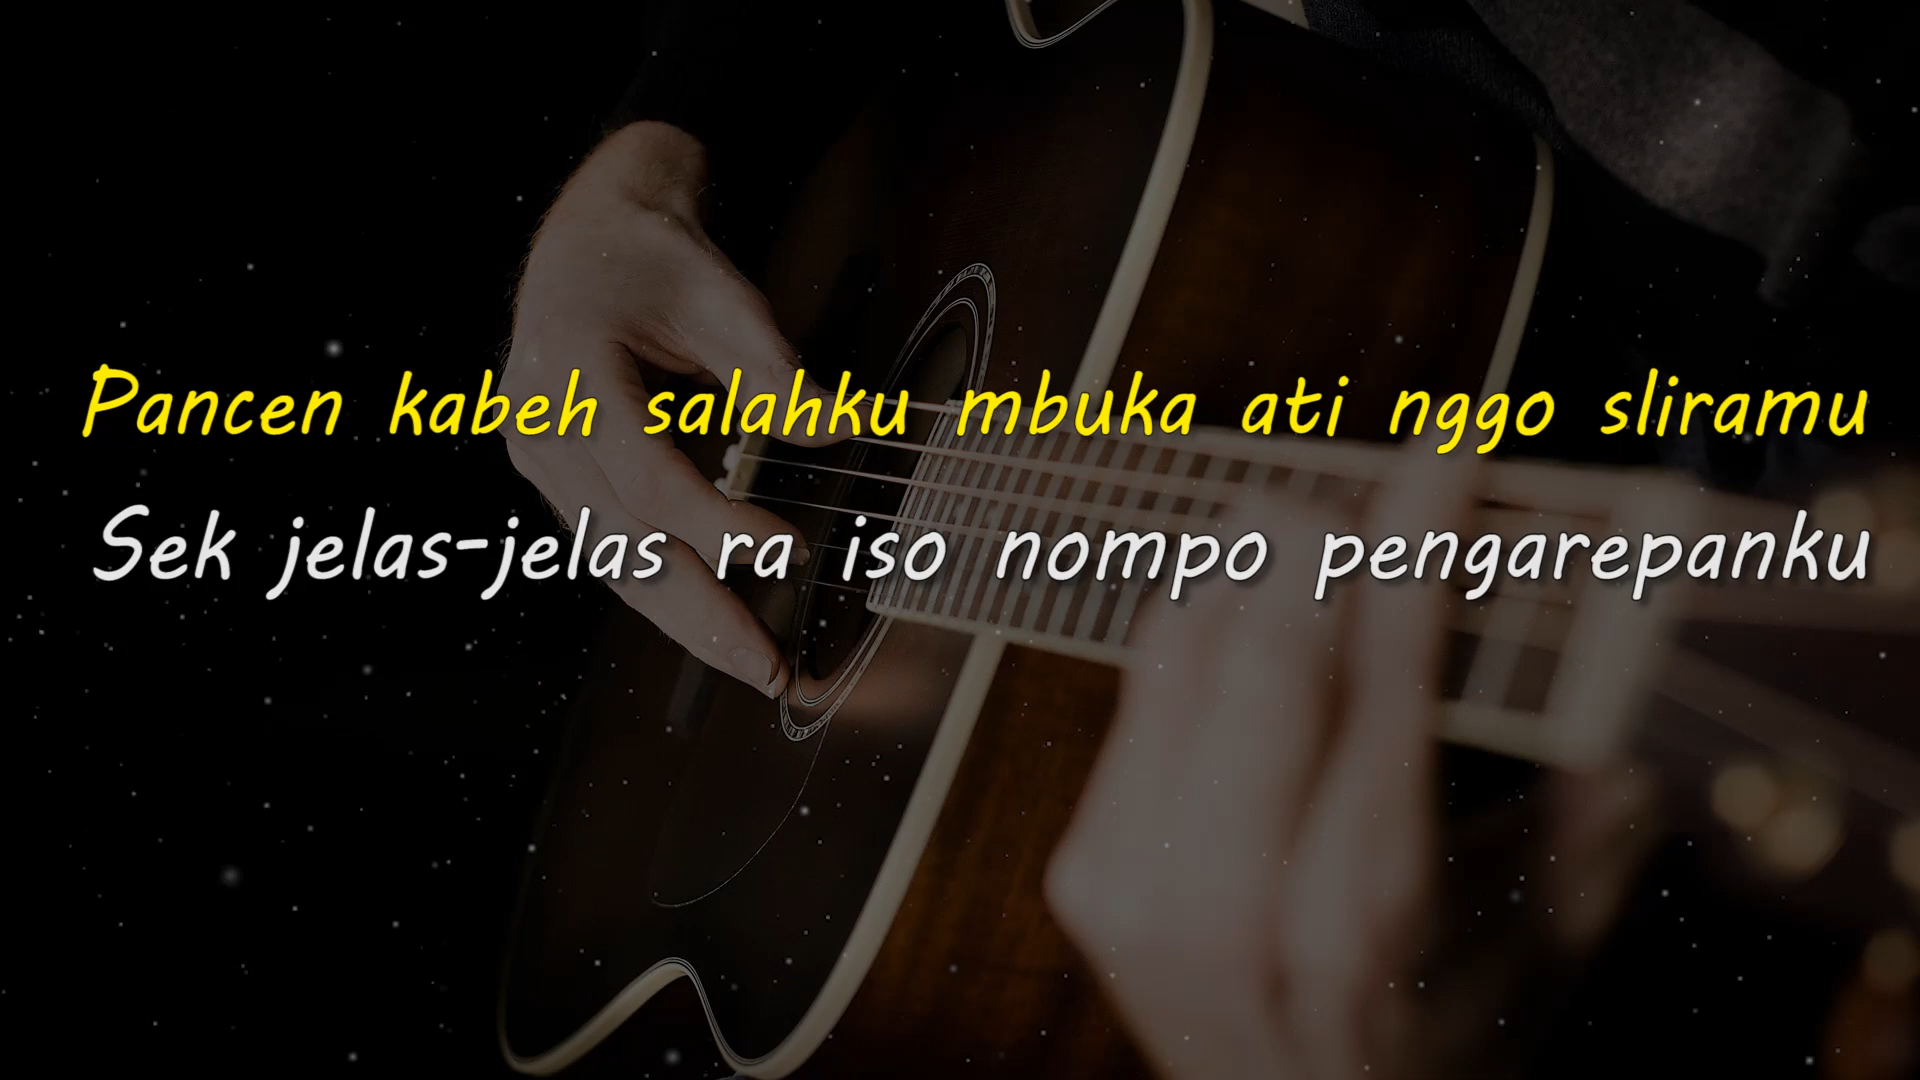 Pancen kabeh salahku mbuka ati nggo sliramu
Sek jelas-jelas ra iso nompo pengarepanku